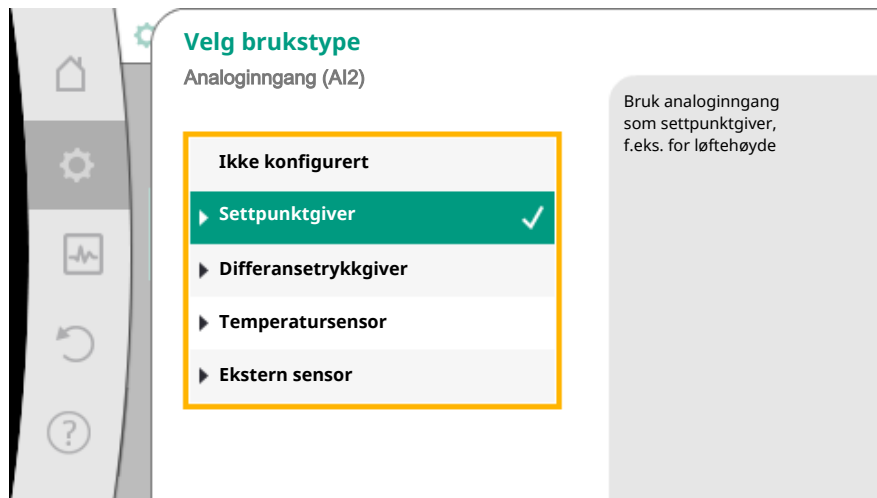 Velg brukstype
Analoginngang (AI2)
Ikke konfigurert
Settpunktgiver
Differansetrykkgiver
Temperatursensor
Ekstern sensor
Bruk analoginngang
som settpunktgiver,
f.eks. for løftehøyde
?